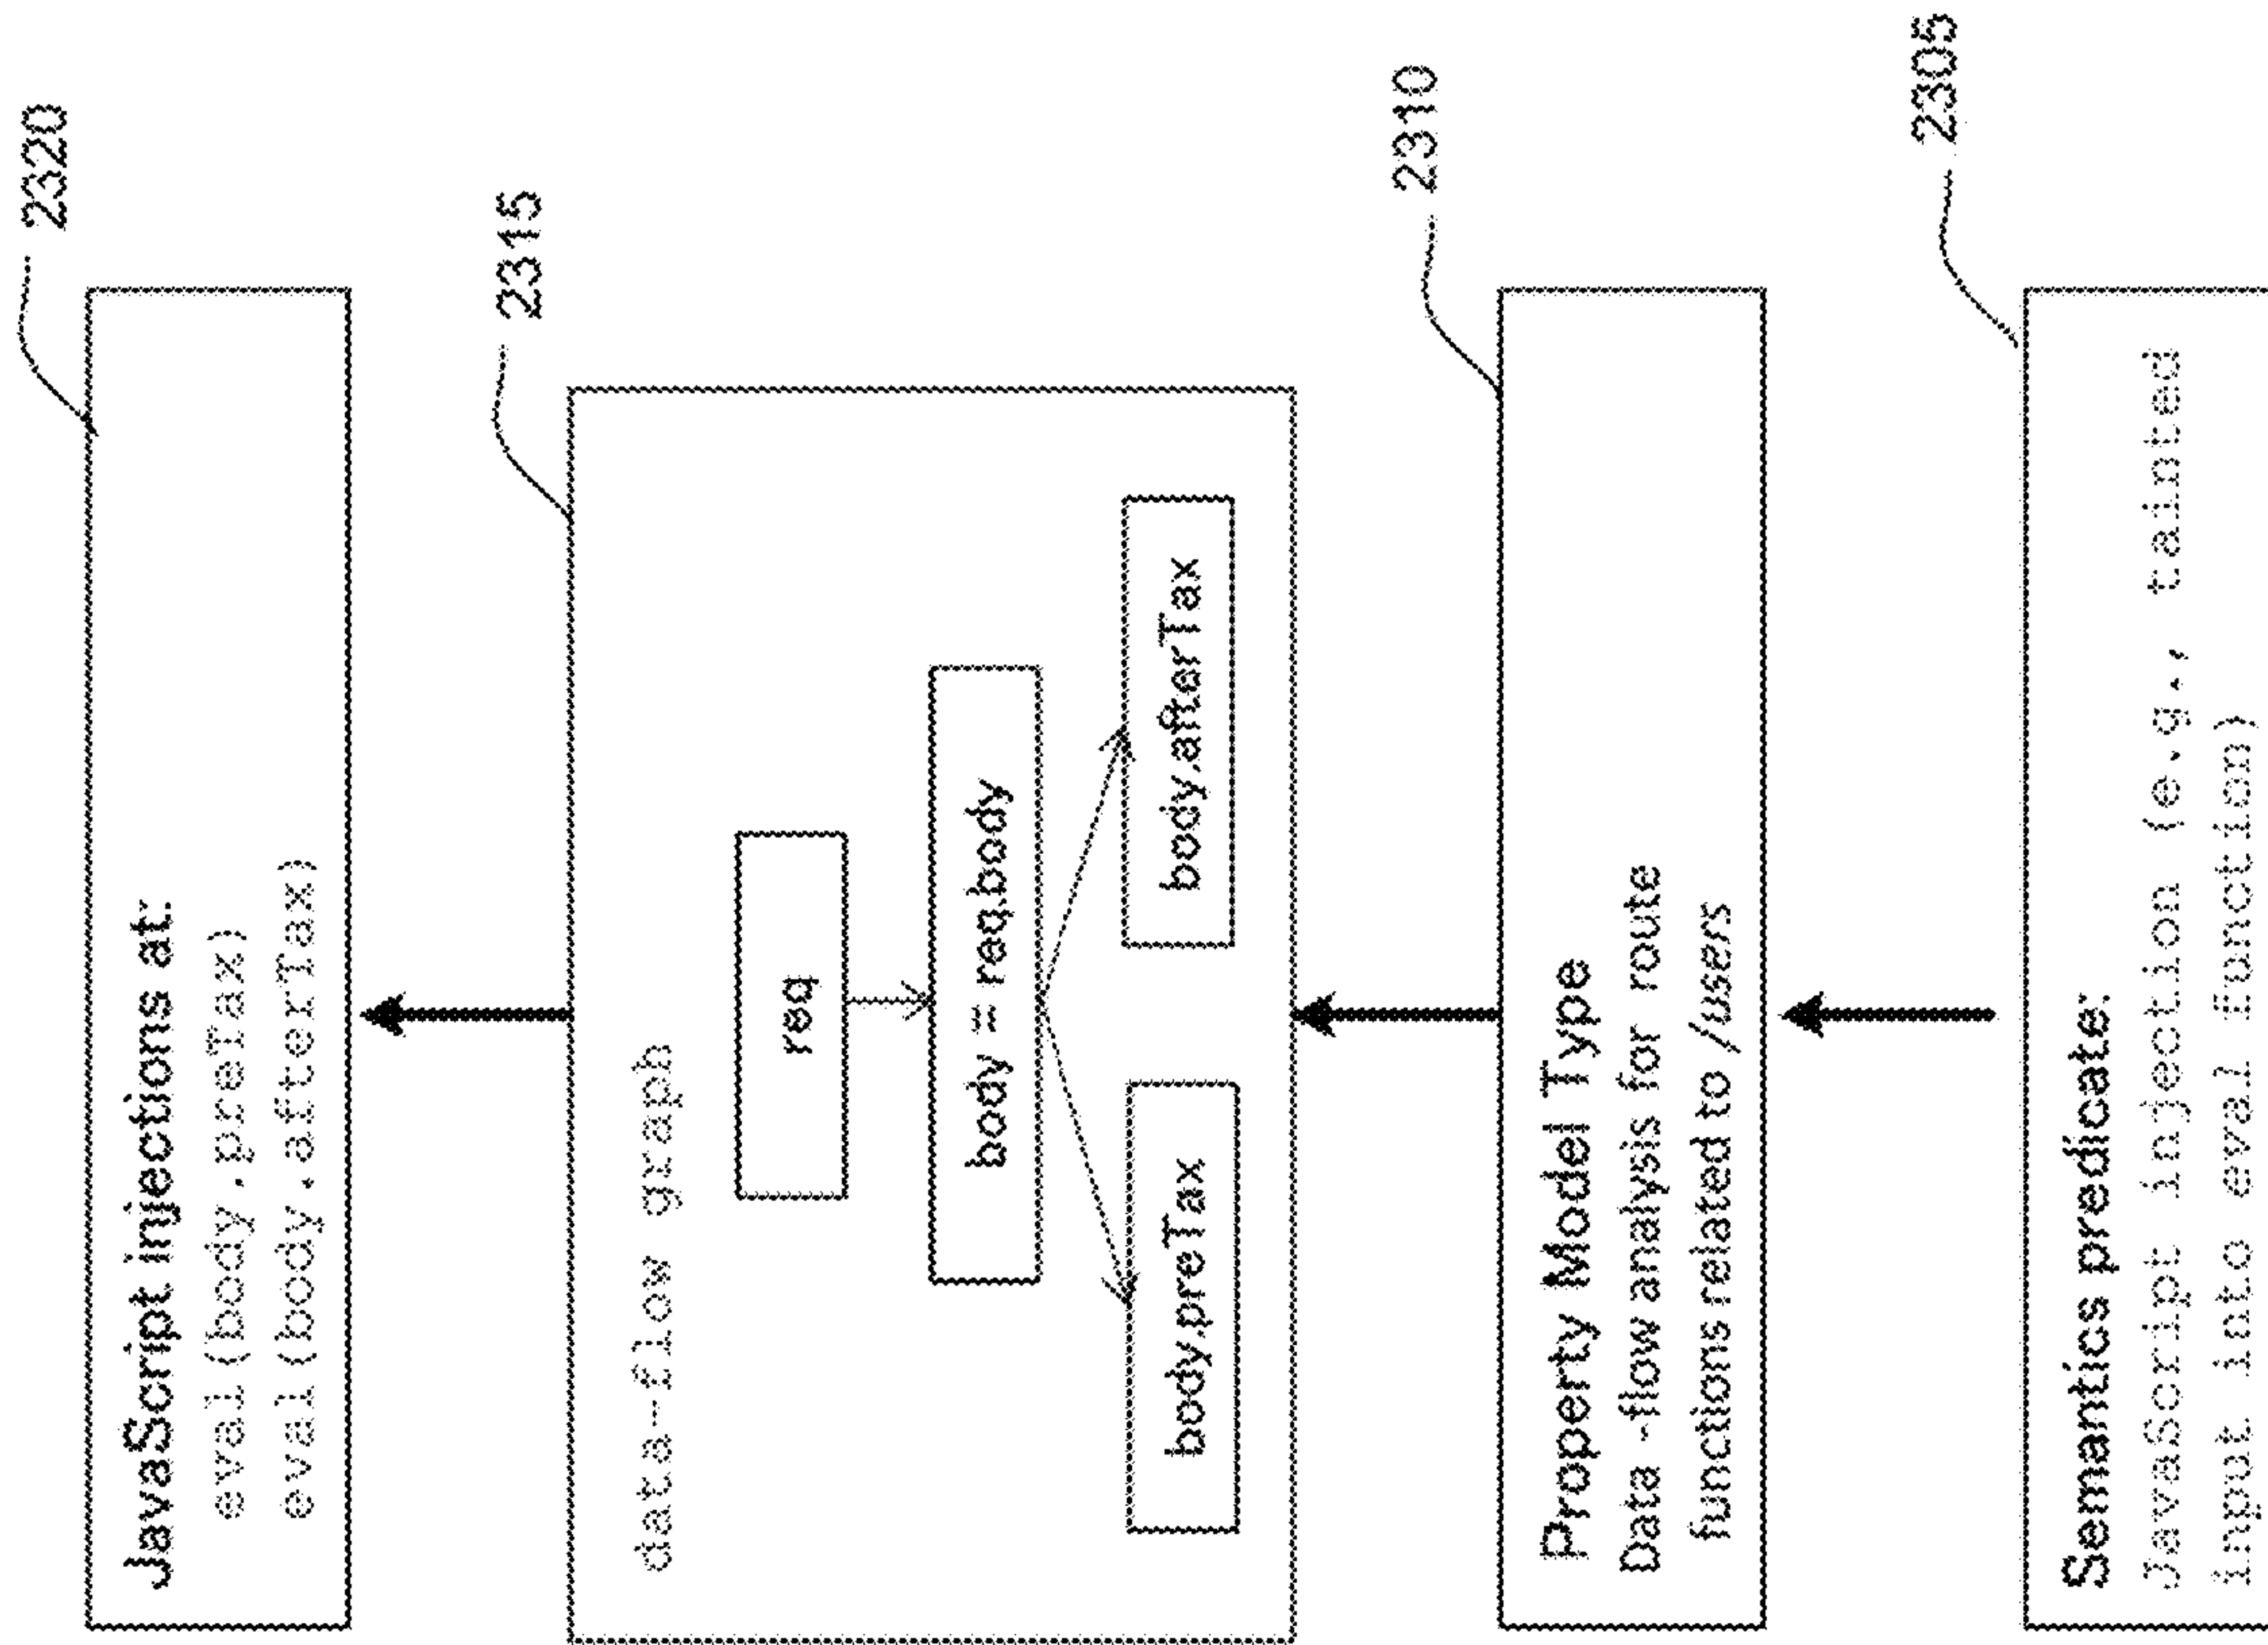 2320
JavaScript injections at:
eval(body.preTax)
eval(body.afterTax)
2315
data-flow graph
req
body = req.body
body.preTax
body.afterTax
2310
Property Model Type
Data -flow analysis for route
functions related to /users
2305
Semantics predicate:
JavaScript injection (e.g., tainted
input into eval function)